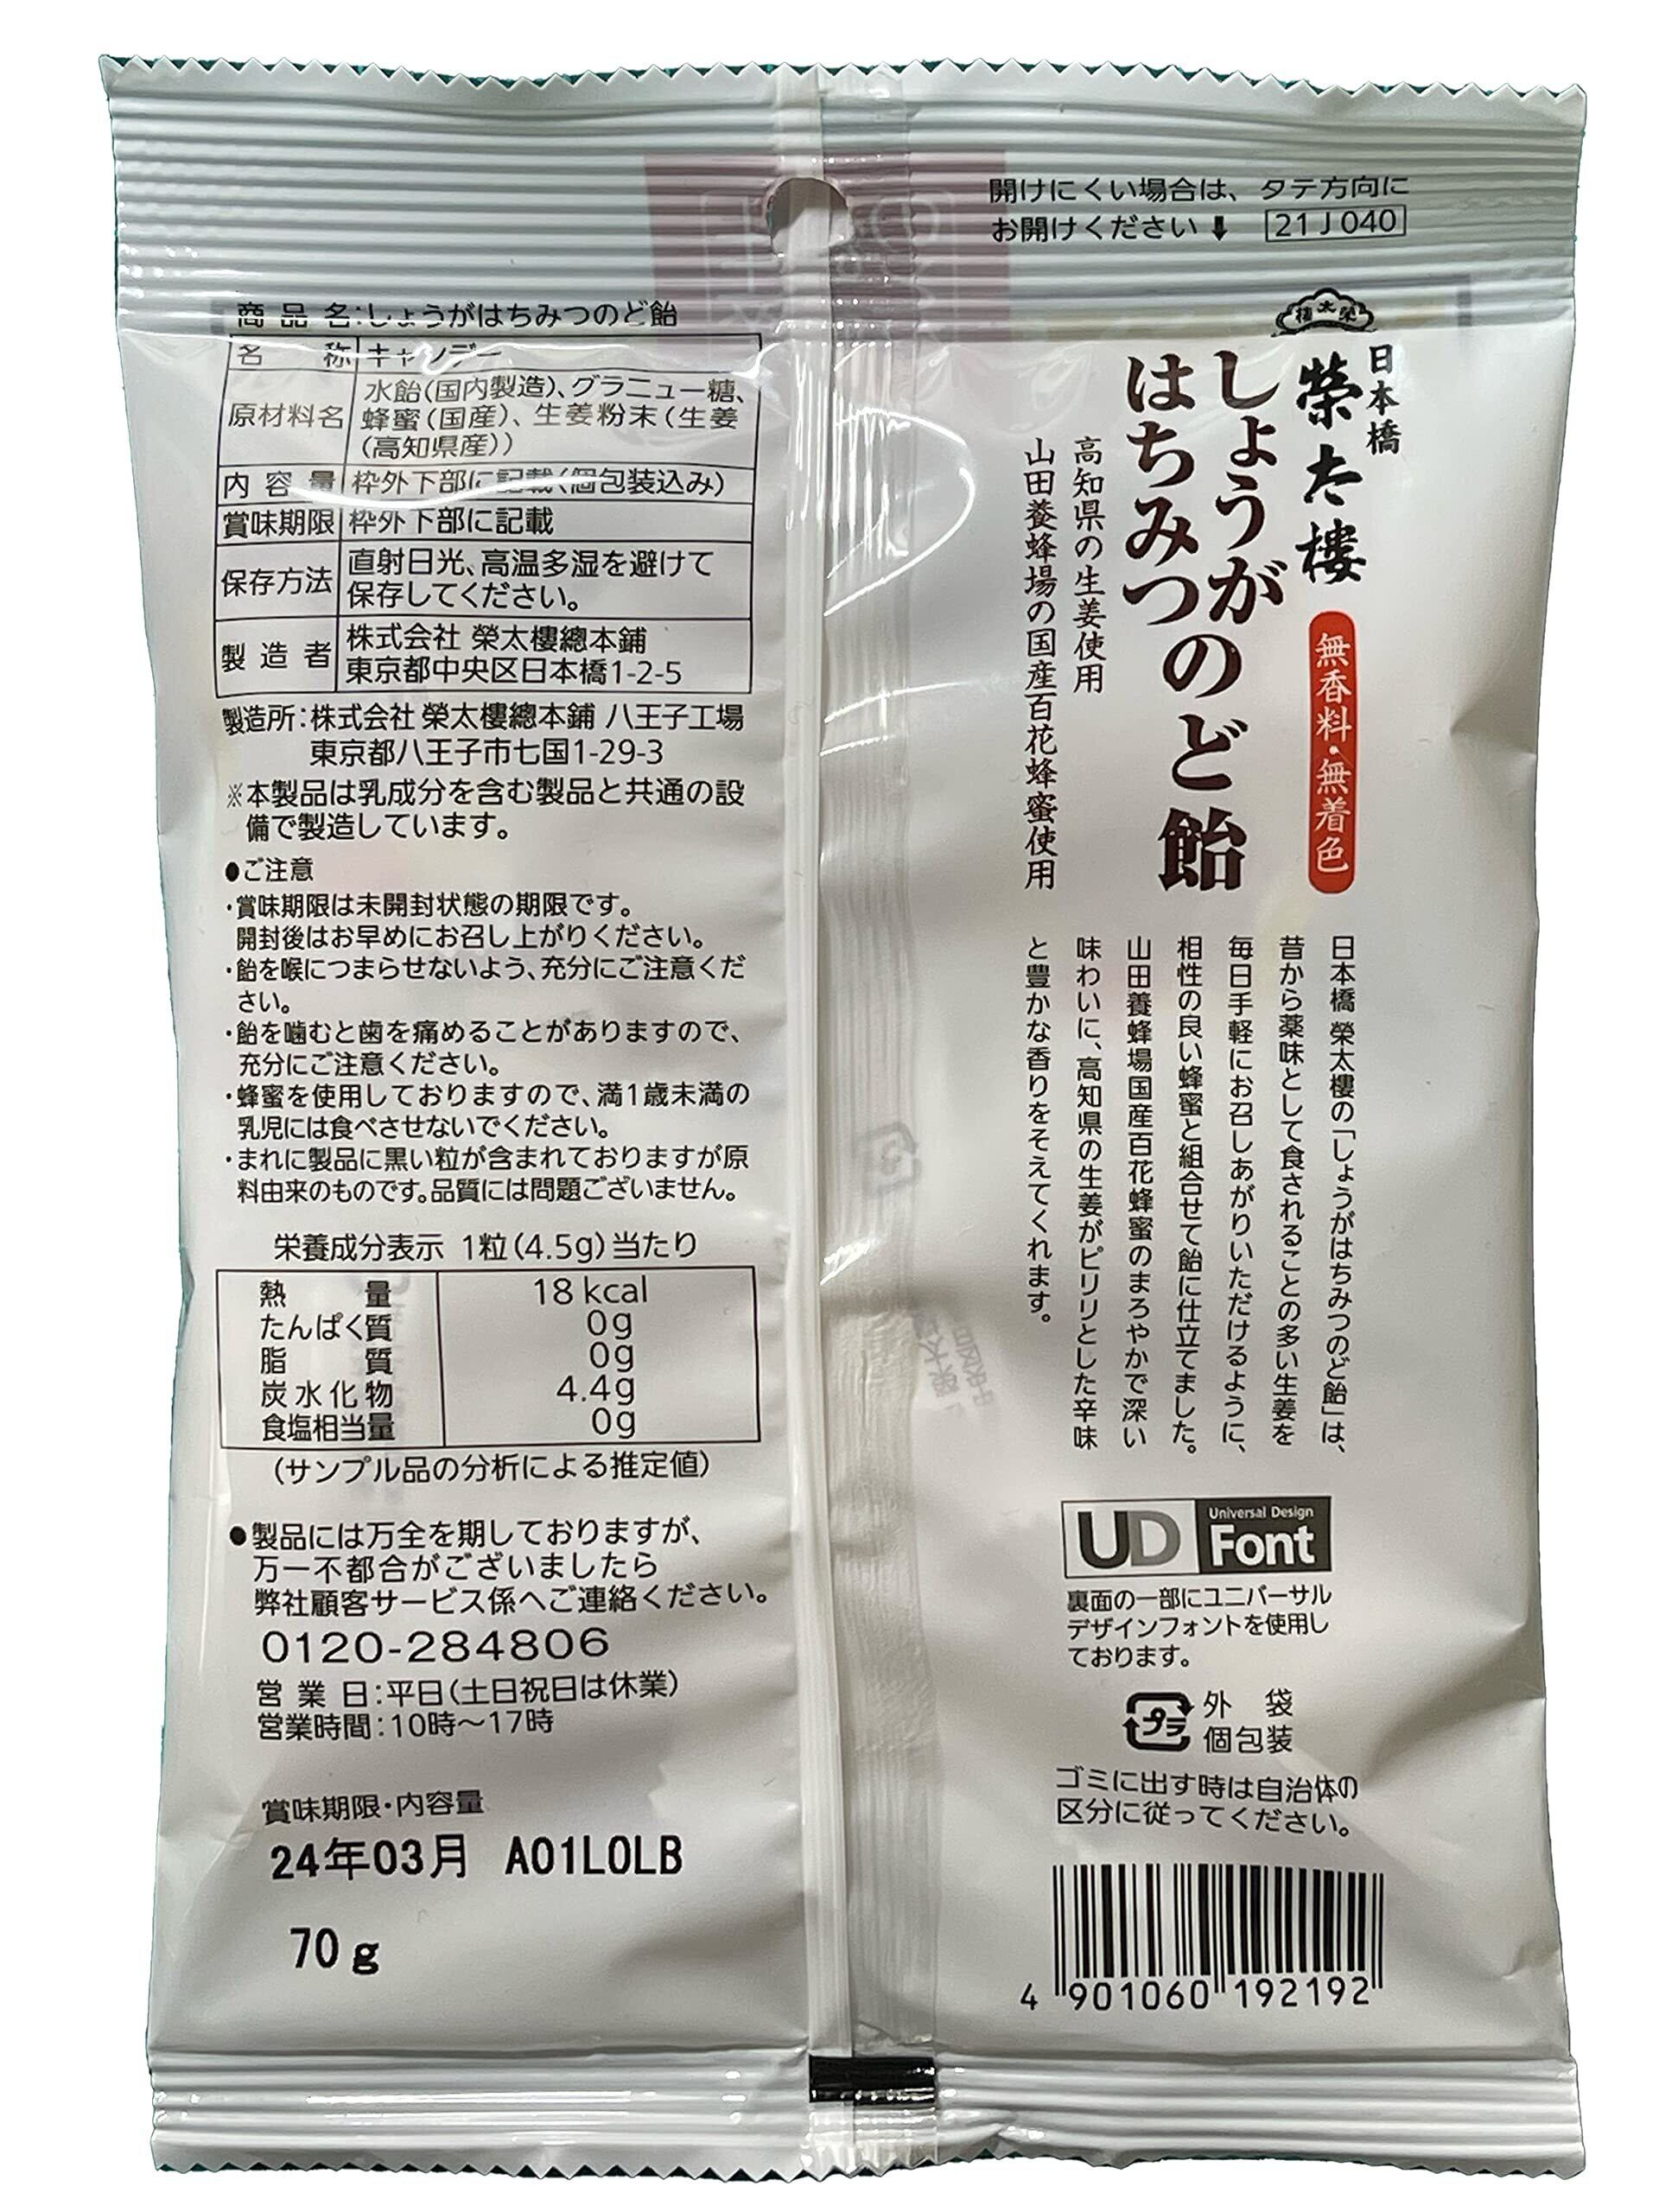 開けにくい場合は、タテ方向に
お開けください⬇ 21J040
商品名:しょうがはちみつのど飴
名称 キャンデー
原材料名 水飴(国内製造)、グラニュー糖、
蜂蜜(国産)、生姜粉末(生姜
(高知県産))
内容量 枠外下部に記載(個包装込み)
賞味期限 枠外下部に記載
保存方法 直射日光、高温多湿を避けて
保存してください。
製造者 株式会社 榮太樓總本鋪
東京都中央区日本橋1-2-5
製造所:株式会社 榮太樓總本鋪 八王子工場
東京都八王子市七国1-29-3
※本製品は乳成分を含む製品と共通の設
備で製造しています。
●ご注意
・賞味期限は未開封状態の期限です。
開封後はお早めにお召し上がりください。
・飴を喉につまらせないよう、充分にご注意くだ
さい。
・飴を噛むと歯を痛めることがありますので、
充分にご注意ください。
・蜂蜜を使用しておりますので、満1歳未満の
乳児には食べさせないでください。
・まれに製品に黒い粒が含まれておりますが原
料由来のものです。品質には問題ございません。
栄養成分表示 1粒(4.5g)当たり
熱量 18 kcal
たんぱく質 0g
脂質 0g
炭水化物 4.4g
食塩相当量 0g
(サンプル品の分析による推定値)
●製品には万全を期しておりますが、
万一不都合がございましたら
弊社顧客サービス係へご連絡ください。
0120-284806
営業日:平日(土日祝日は休業)
営業時間:10時～17時
賞味期限・内容量
24年03月 A01L0LB
70g
樓太榮
日本橋
榮太樓
無香料・無着色
しょうが
はちみつ
のど飴
高知県の生姜使用
山田養蜂場の国産百花蜂蜜使用
日本橋 榮太樓の「しょうがはちみつのど飴」は、
昔から薬味として食されることの多い生姜を
毎日手軽にお召しあがりいただけるように、
相性の良い蜂蜜と組合せて飴に仕立てました。
山田養蜂場国産百花蜂蜜のまろやかで深い
味わいに、高知県の生姜がピリリとした辛味
と豊かな香りをそえてくれます。
UD Universal Design
Font
裏面の一部にユニバーサル
デザインフォントを使用し
ております。
プラ 外袋
個包装
ゴミに出す時は自治体の
区分に従ってください。
4 901060 192192